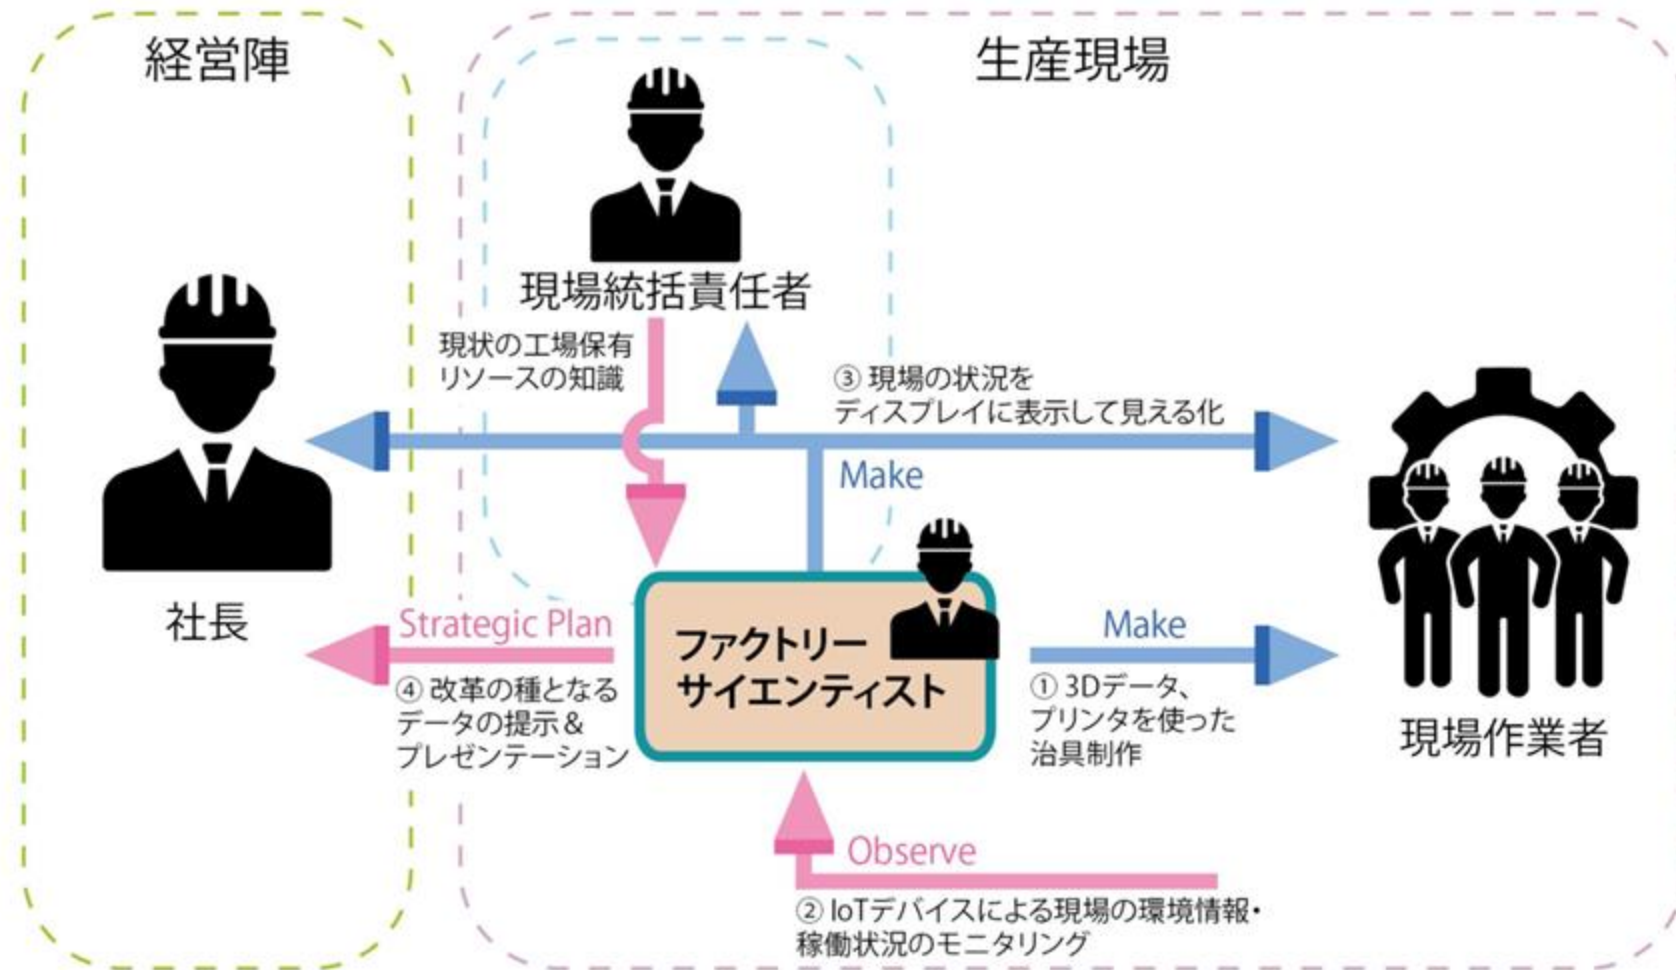 経営陣
生産現場
現場統括責任者
現状の工場保有
リソースの知識
③ 現場の状況を
ディスプレイに表示して見える化
Make
社長
Strategic Plan
④ 改革の種となる
データの提示＆
プレゼンテーション
ファクトリー
サイエンティスト
Make
① 3Dデータ、
プリンタを使った
治具制作
現場作業者
Observe
② IoTデバイスによる現場の環境情報・
稼働状況のモニタリング